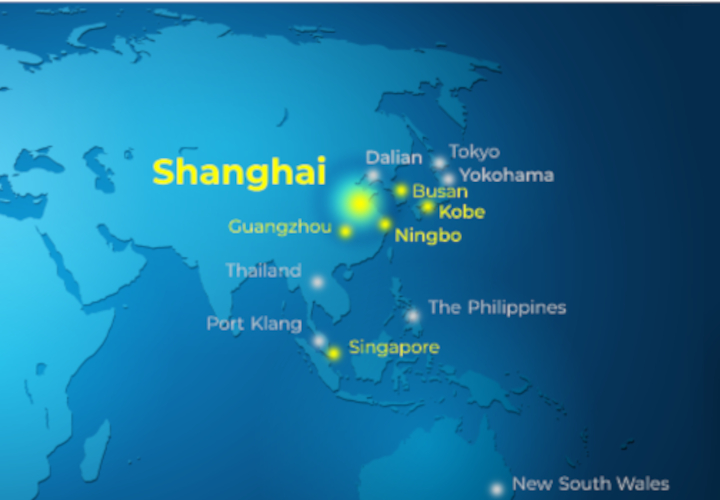 Dalian
Tokyo
Shanghai
Yokohama
Busan
Kobe
Guangzhou
Ningbo
Thailand
The Philippines
Port Klang
Singapore
New South Wales